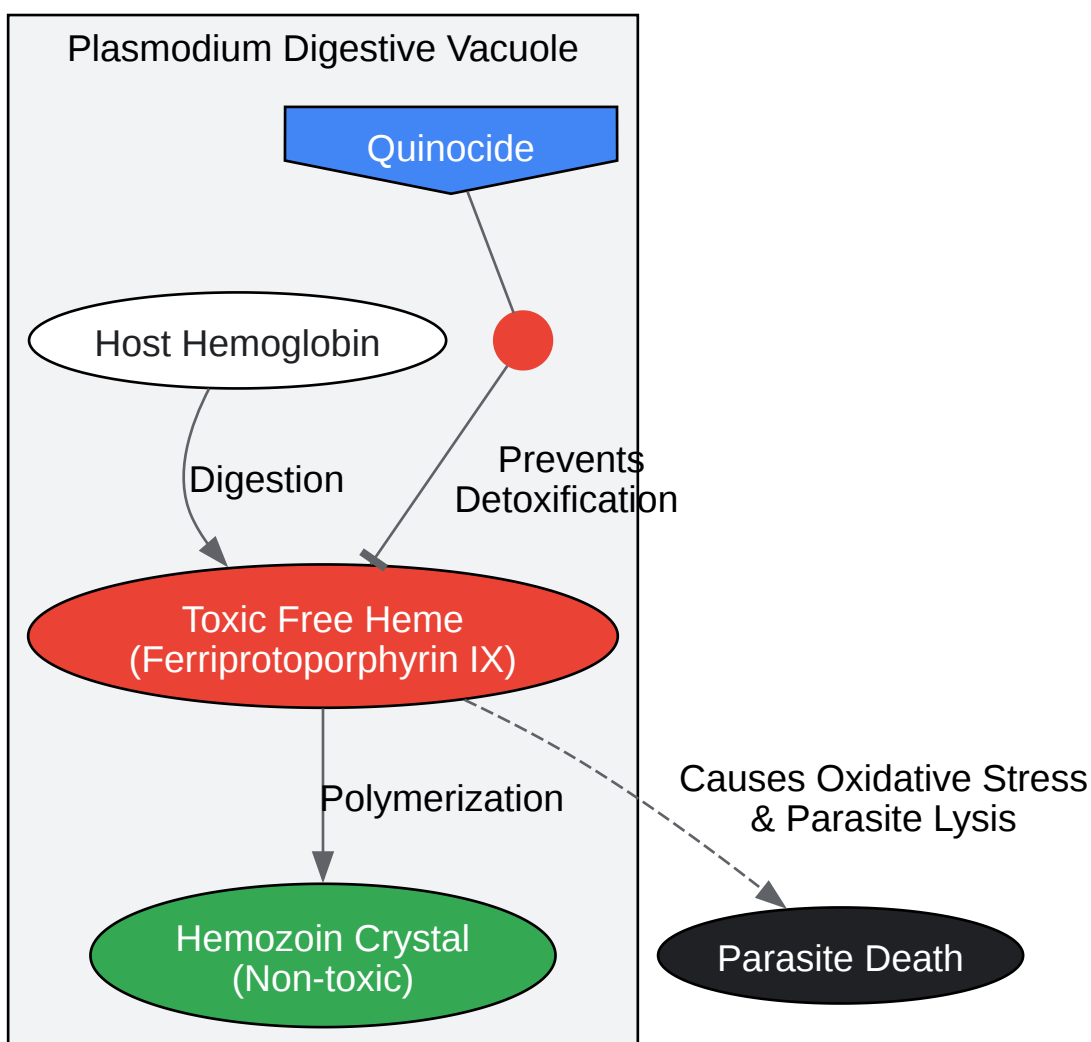 Plasmodium Digestive Vacuole
Quinocide
Host Hemoglobin
Digestion
Prevents
Detoxification
Toxic Free Heme
(Ferriprotoporphyrin IX)
Polymerization
Causes Oxidative Stress
& Parasite Lysis
Hemozoin Crystal
(Non-toxic)
Parasite Death